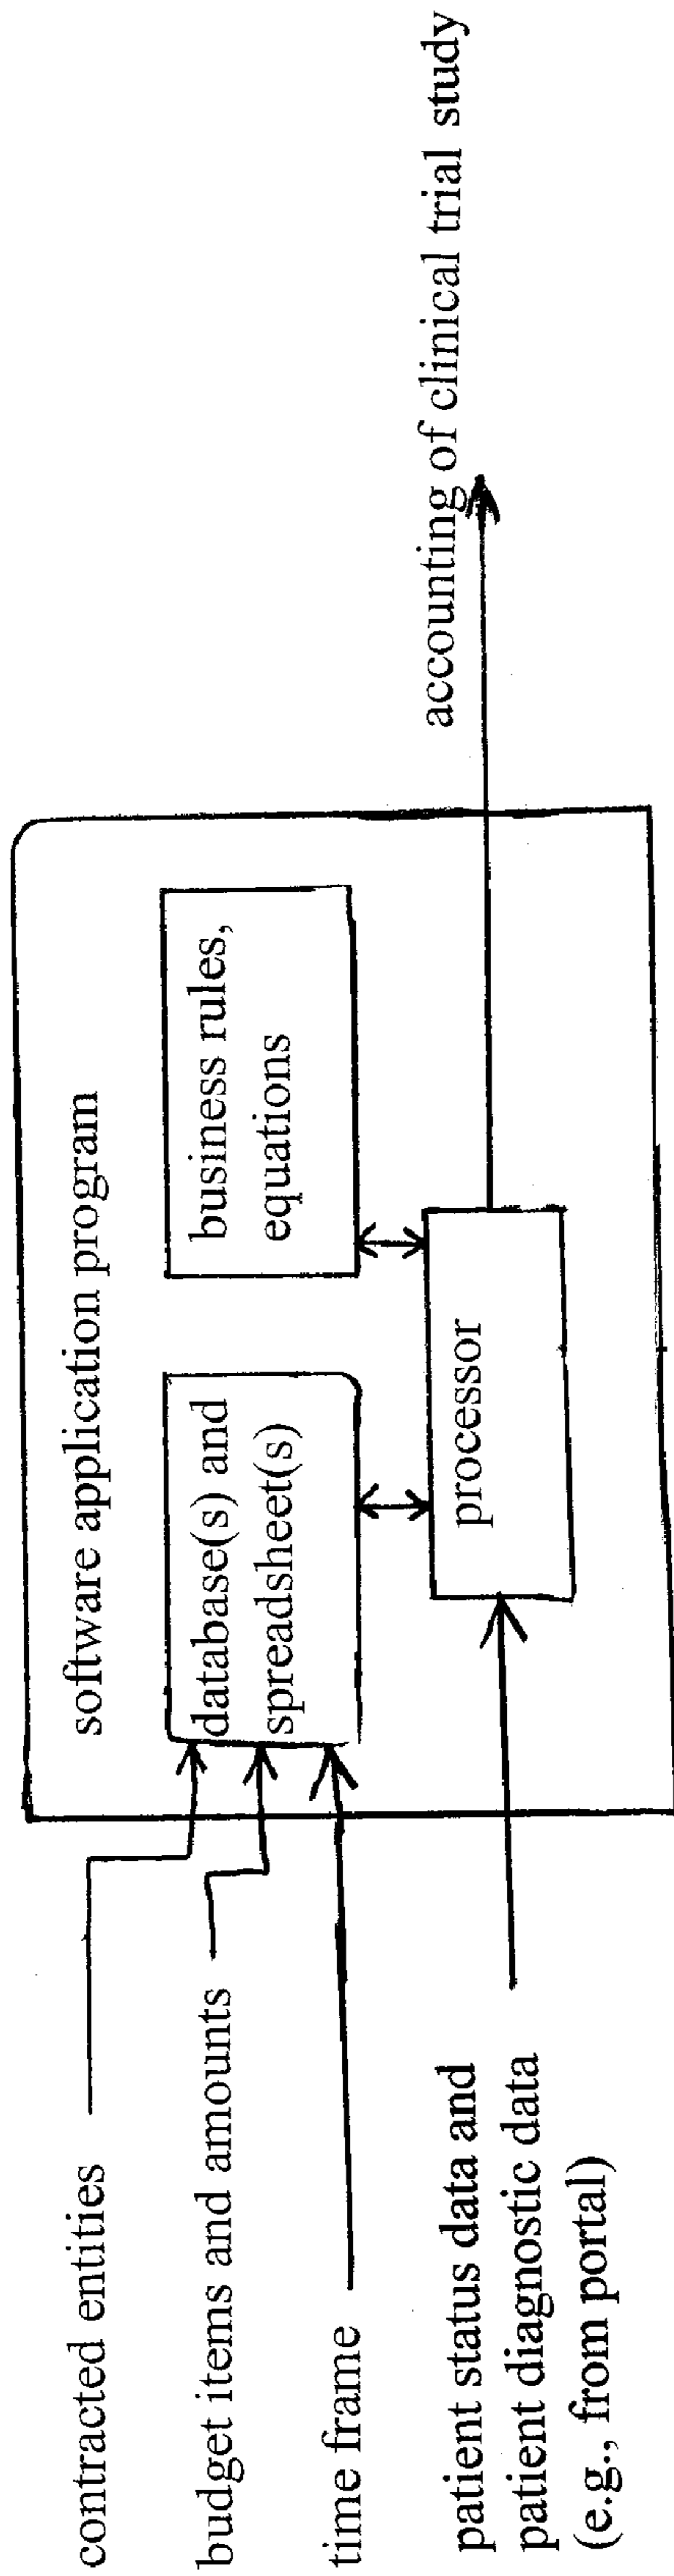 contracted entities
budget items and amounts
time frame
patient status data and
patient diagnostic data
(e.g., from portal)
software application program
database(s) and
spreadsheet(s)
business rules,
equations
processor
accounting of clinical trial study